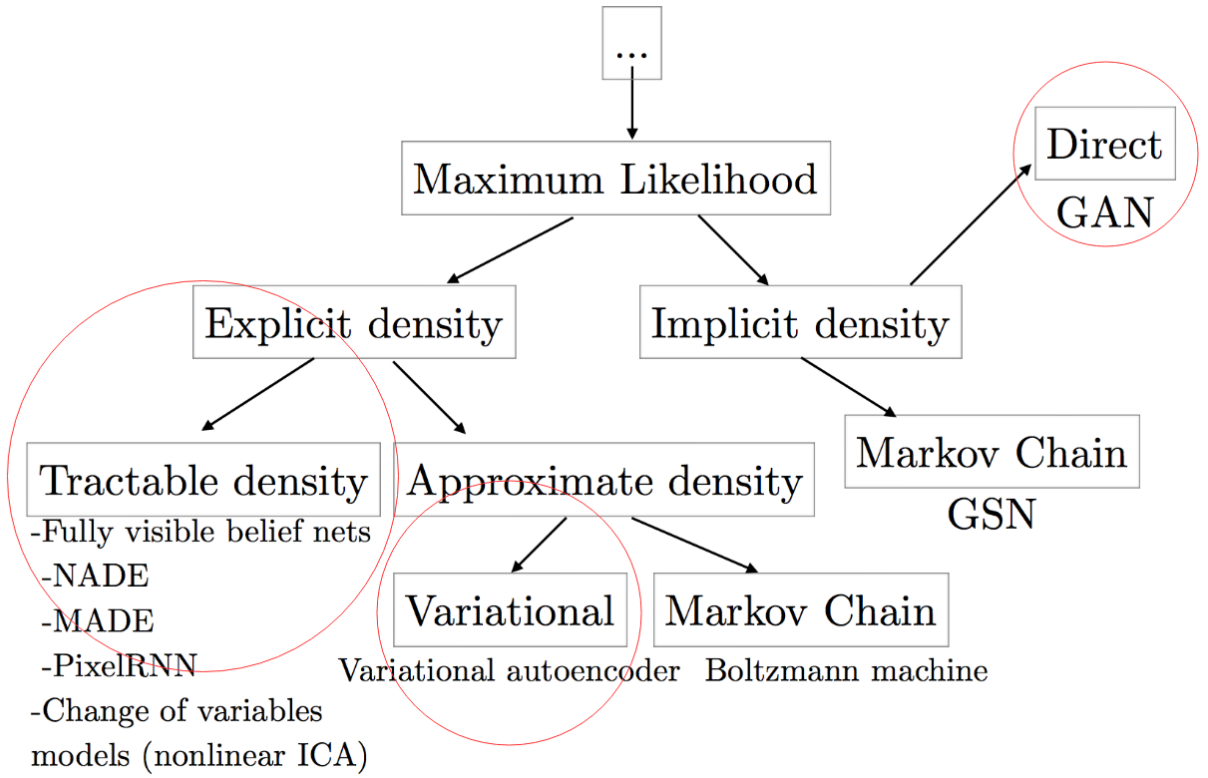 ...
Maximum Likelihood
Direct
GAN
Explicit density
Implicit density
Tractable density
-Fully visible belief nets
-NADE
-MADE
-PixelRNN
-Change of variables
models (nonlinear ICA)
Approximate density
Variational
Variational autoencoder
Markov Chain
Boltzmann machine
Markov Chain
GSN